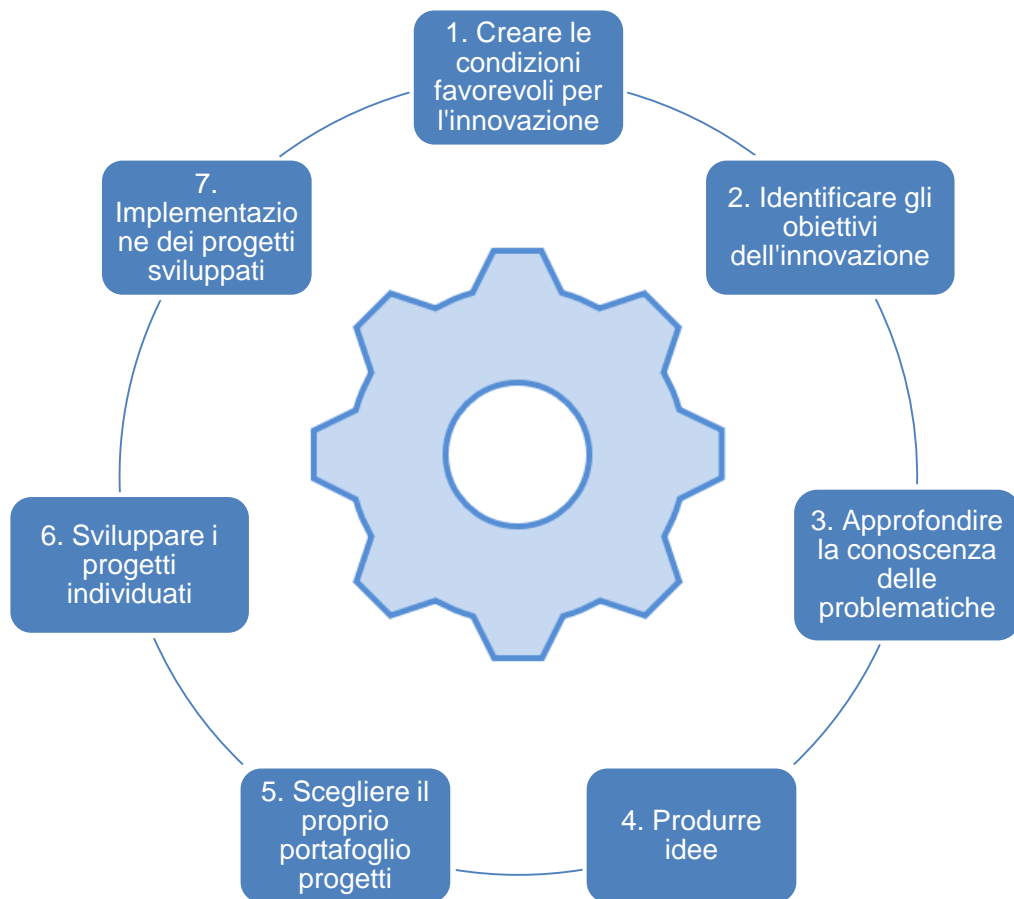 1. Creare le
condizioni
favorevoli per
l'innovazione
2. Identificare gli
obiettivi
dell'innovazione
3. Approfondire
la conoscenza
delle
problematiche
4. Produrre
idee
5. Scegliere il
proprio
portafoglio
progetti
6. Sviluppare i
progetti
individuati
7.
Implementazio
ne dei progetti
sviluppati